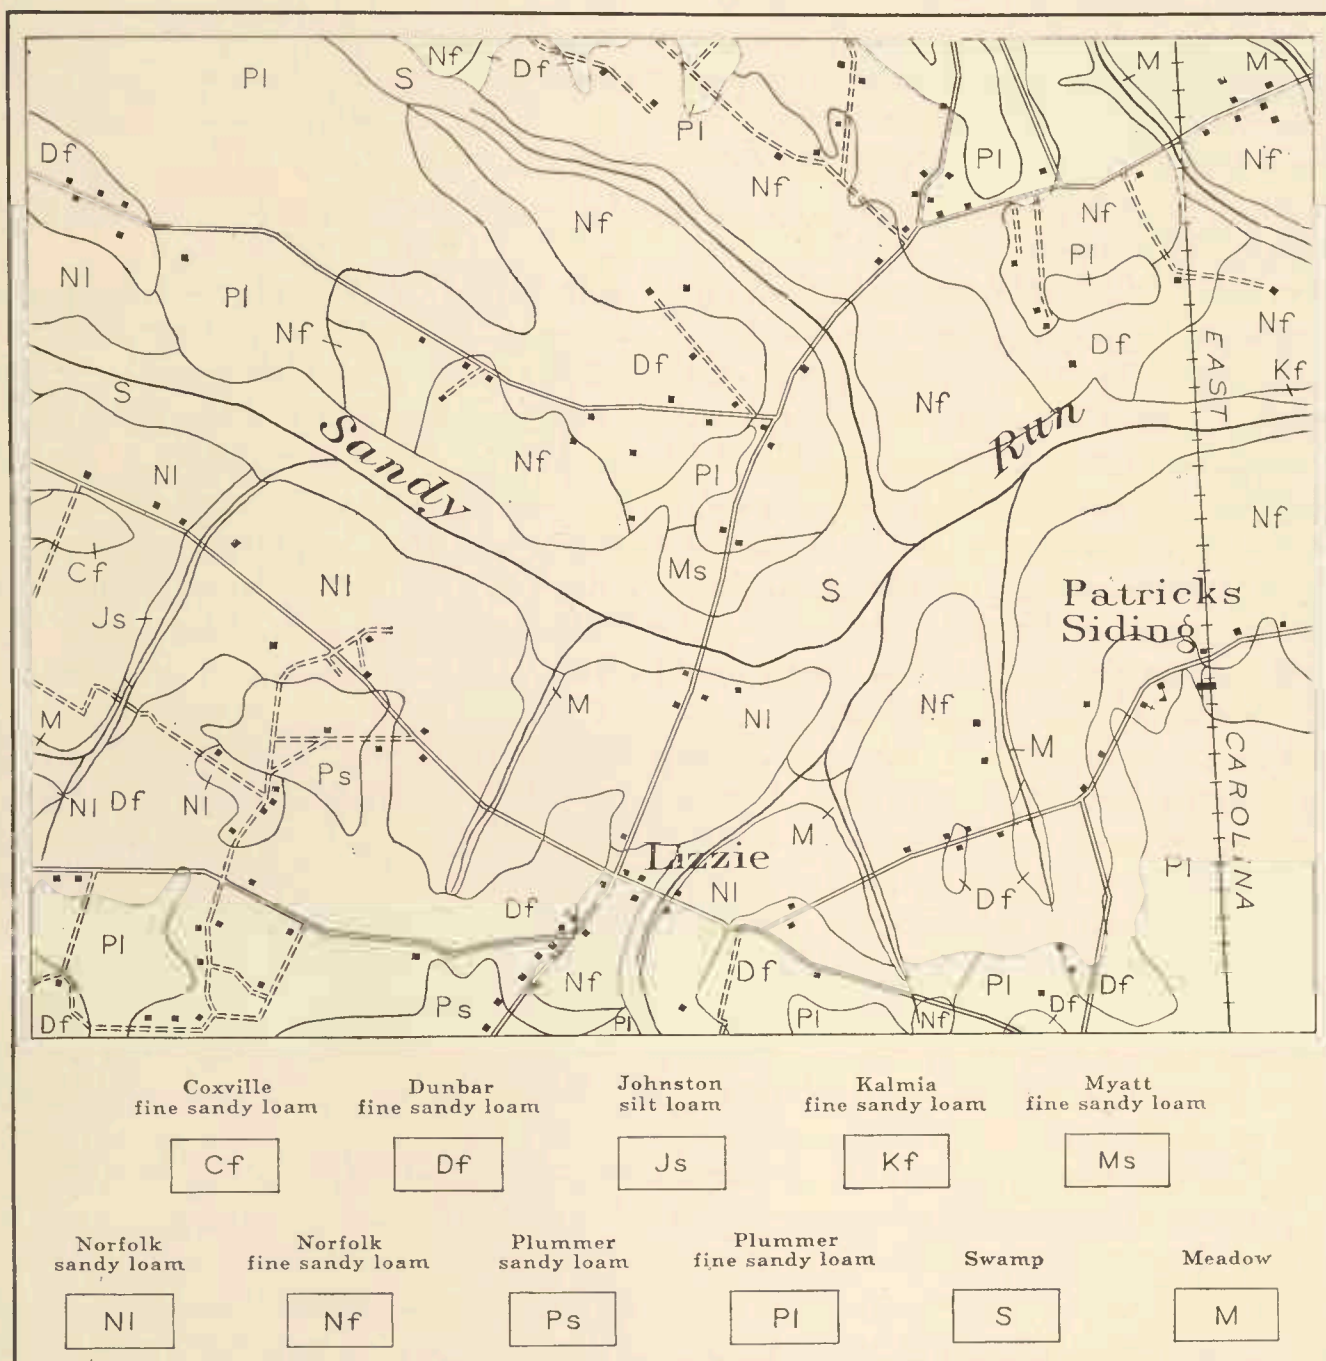 Nf
Df
M
M
Pl
S
Pl
Pl
Df
Nf
Nf
Nf
Nf
Pl
Nl
Pl
Nf
Df
Df
Nf
EAST
Kf
S
Nf
Sandy
Run
Nl
Nf
Pl
Nf
Cf
Nl
Ms
S
Patricks
Siding
Js
M
M
Nl
Nf
M
Ps
CAROLINA
Nl
Df
Nl
M
Lizzie
Nl
Df
Pl
Df
Pl
Df
Nf
Pl
Df
Df
Ps
Pl
Pl
Nf
Df
Coxville
fine sandy loam
Dunbar
fine sandy loam
Johnston
silt loam
Kalmia
fine sandy loam
Myatt
fine sandy loam
Cf
Df
Js
Kf
Ms
Norfolk
sandy loam
Norfolk
fine sandy loam
Plummer
sandy loam
Plummer
fine sandy loam
Swamp
Meadow
Nl
Nf
Ps
Pl
S
M